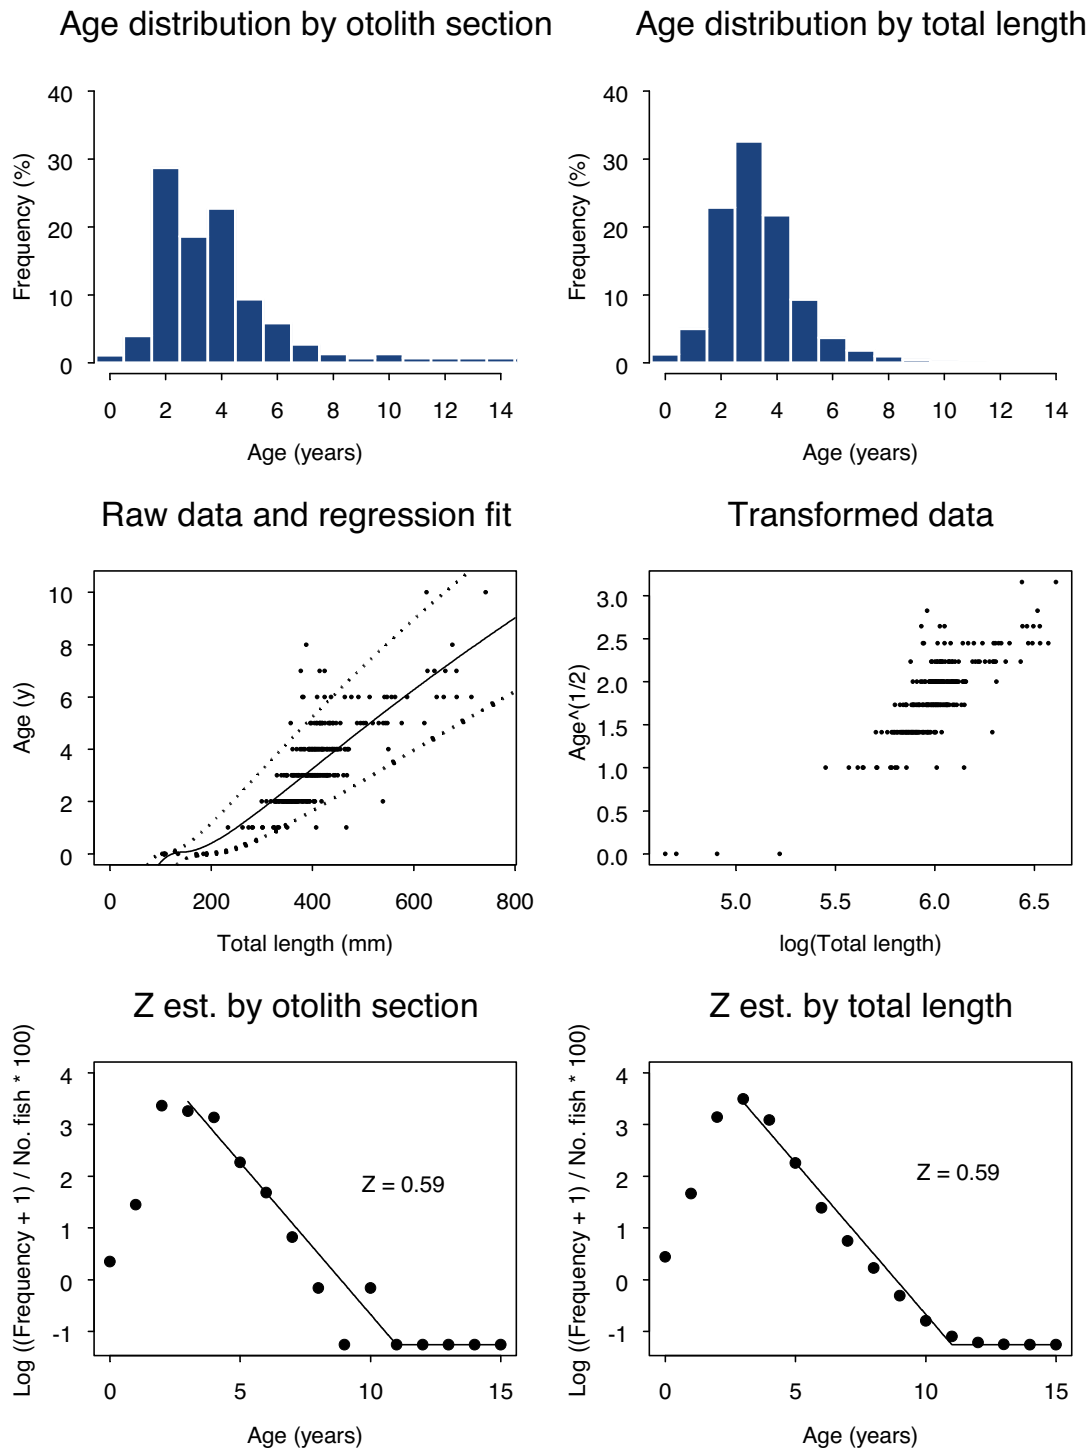 Age distribution by otolith section
Age distribution by total length
40
30
20
10
0
Frequency (%)
0 2 4 6 8 10 12 14
Age (years)
40
30
20
10
0
Frequency (%)
0 2 4 6 8 10 12 14
Age (years)
Raw data and regression fit
Transformed data
10
8
6
4
2
0
Age (y)
0 200 400 600 800
Total length (mm)
3.0
2.5
2.0
1.5
1.0
0.5
0.0
Age^(1/2)
5.0 5.5 6.0 6.5
log(Total length)
Z est. by otolith section
Z est. by total length
4
3
2
1
0
-1
Log ((Frequency + 1) / No. fish * 100)
Z = 0.59
0 5 10 15
Age (years)
4
3
2
1
0
-1
Log ((Frequency + 1) / No. fish * 100)
Z = 0.59
0 5 10 15
Age (years)